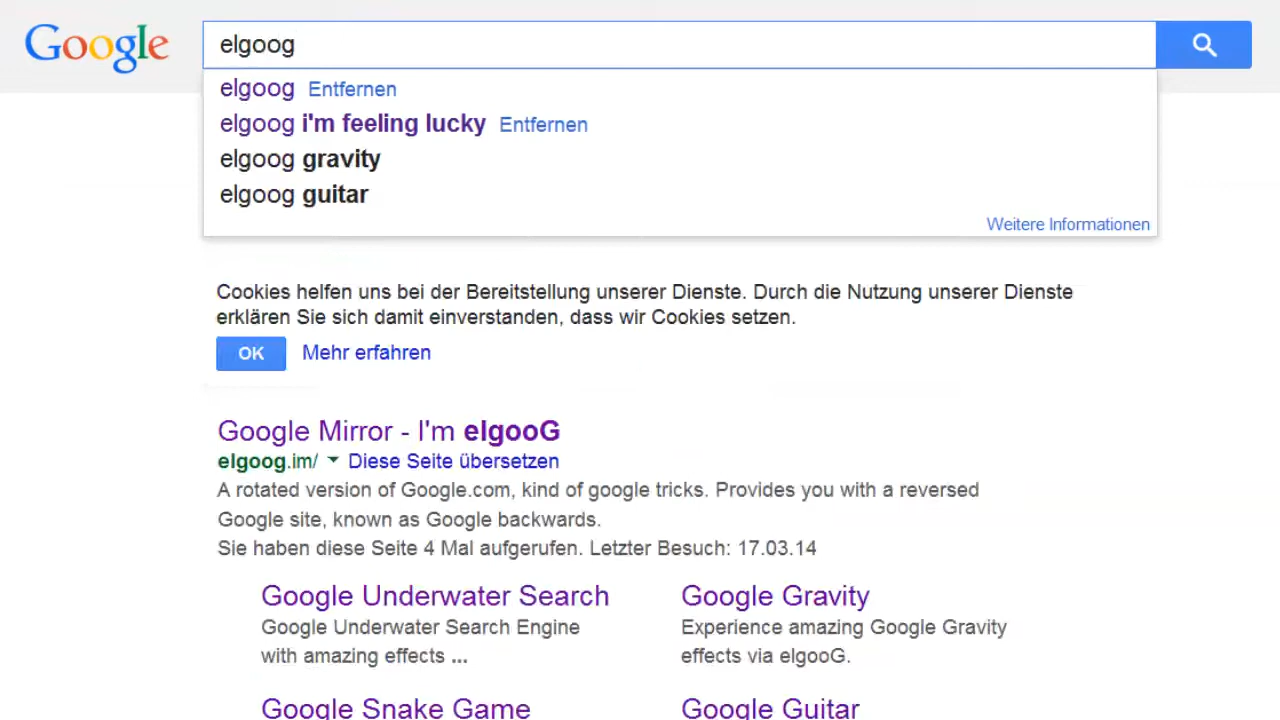 Google
elgoog
elgoog Entfernen
elgoog i'm feeling lucky Entfernen
elgoog gravity
elgoog guitar
Weitere Informationen
Cookies helfen uns bei der Bereitstellung unserer Dienste. Durch die Nutzung unserer Dienste
erklären Sie sich damit einverstanden, dass wir Cookies setzen.
OK Mehr erfahren
Google Mirror - I'm elgooG
elgoog.im/ Diese Seite übersetzen
A rotated version of Google.com, kind of google tricks. Provides you with a reversed
Google site, known as Google backwards.
Sie haben diese Seite 4 Mal aufgerufen. Letzter Besuch: 17.03.14
Google Underwater Search
Google Underwater Search Engine
with amazing effects ...
Google Gravity
Experience amazing Google Gravity
effects via elgooG.
Google Snake Game
Google Guitar